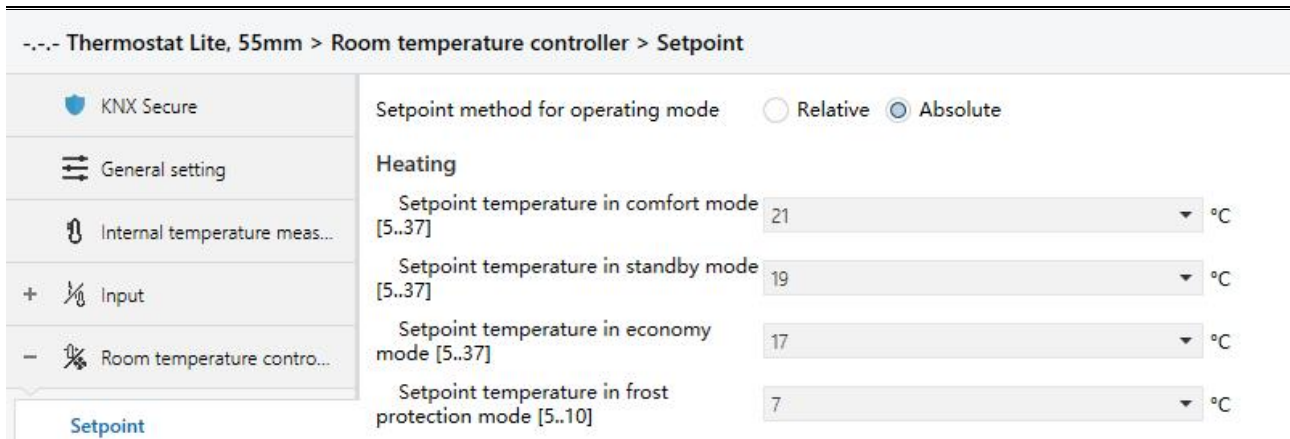 -.-.- Thermostat Lite, 55mm > Room temperature controller > Setpoint
KNX Secure
General setting
Internal temperature meas...
+ Input
− Room temperature contro...
Setpoint
Setpoint method for operating mode Relative Absolute
Heating
Setpoint temperature in comfort mode
[5..37]
21 °C
Setpoint temperature in standby mode
[5..37]
19 °C
Setpoint temperature in economy
mode [5..37]
17 °C
Setpoint temperature in frost
protection mode [5..10]
7 °C